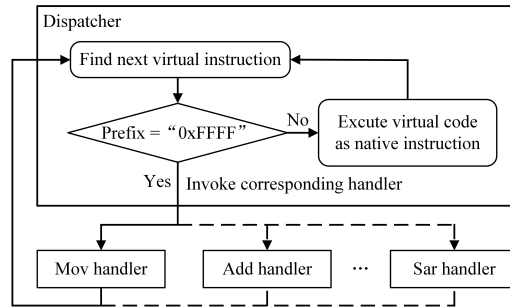 Dispatcher
Find next virtual instruction
Prefix = “0xFFFF”
No
Excute virtual code
as native instruction
Yes
Invoke corresponding handler
Mov handler
Add handler
···
Sar handler